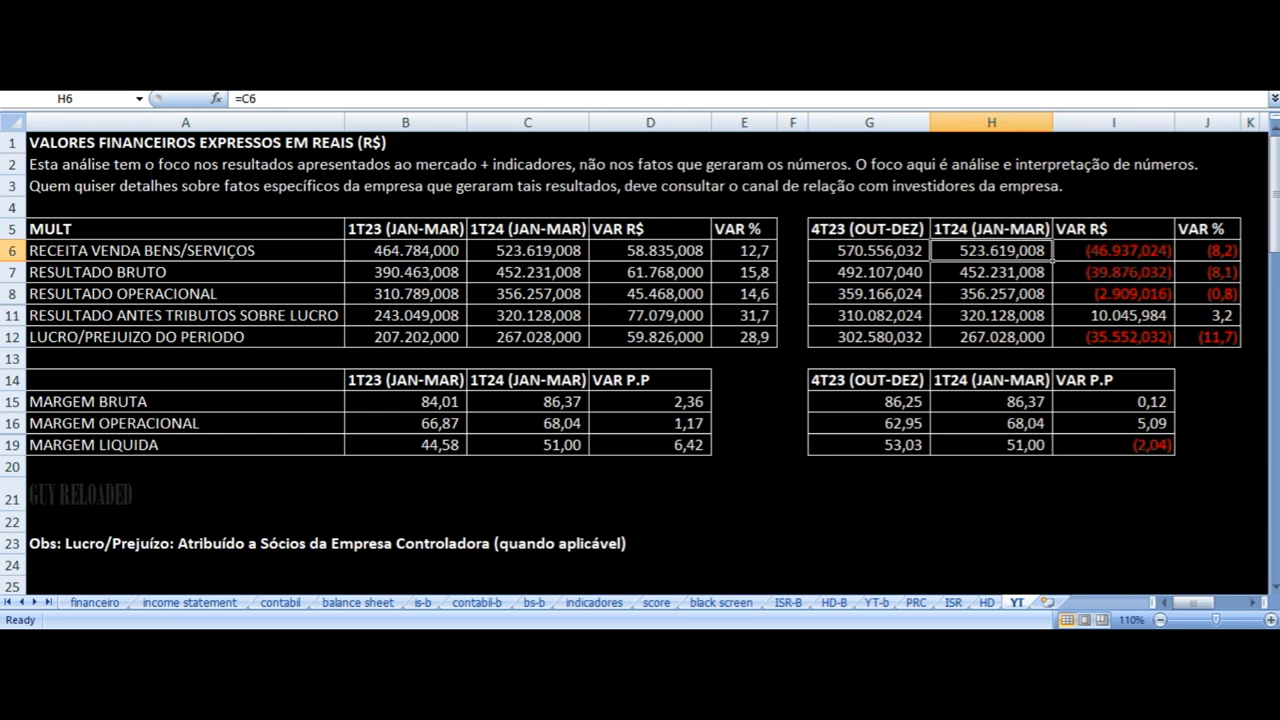 H6 fx =C6
A B C D E F G H I J K
1 VALORES FINANCEIROS EXPRESSOS EM REAIS (R$)
2 Esta análise tem o foco nos resultados apresentados ao mercado + indicadores, não nos fatos que geraram os números. O foco aqui é análise e interpretação de números.
3 Quem quiser detalhes sobre fatos específicos da empresa que geraram tais resultados, deve consultar o canal de relação com investidores da empresa.
4
5 MULT 1T23 (JAN-MAR) 1T24 (JAN-MAR) VAR R$ VAR % 4T23 (OUT-DEZ) 1T24 (JAN-MAR) VAR R$ VAR %
6 RECEITA VENDA BENS/SERVIÇOS 464.784,000 523.619,008 58.835,008 12,7 570.556,032 523.619,008 (46.937,024) (8,2)
7 RESULTADO BRUTO 390.463,008 452.231,008 61.768,000 15,8 492.107,040 452.231,008 (39.876,032) (8,1)
8 RESULTADO OPERACIONAL 310.789,008 356.257,008 45.468,000 14,6 359.166,024 356.257,008 (2.909,016) (0,8)
11 RESULTADO ANTES TRIBUTOS SOBRE LUCRO 243.049,008 320.128,008 77.079,000 31,7 310.082,024 320.128,008 10.045,984 3,2
12 LUCRO/PREJUIZO DO PERIODO 207.202,000 267.028,000 59.826,000 28,9 302.580,032 267.028,000 (35.552,032) (11,7)
13
14 1T23 (JAN-MAR) 1T24 (JAN-MAR) VAR P.P 4T23 (OUT-DEZ) 1T24 (JAN-MAR) VAR P.P
15 MARGEM BRUTA 84,01 86,37 2,36 86,25 86,37 0,12
16 MARGEM OPERACIONAL 66,87 68,04 1,17 62,95 68,04 5,09
19 MARGEM LIQUIDA 44,58 51,00 6,42 53,03 51,00 (2,04)
20
21 GUY RELOADED
22
23 Obs: Lucro/Prejuízo: Atribuído a Sócios da Empresa Controladora (quando aplicável)
24
25
financeiro income statement contabil balance sheet is-b contabil-b bs-b indicadores score black screen ISR-B HD-B YT-b PRC ISR HD YT
Ready 110%